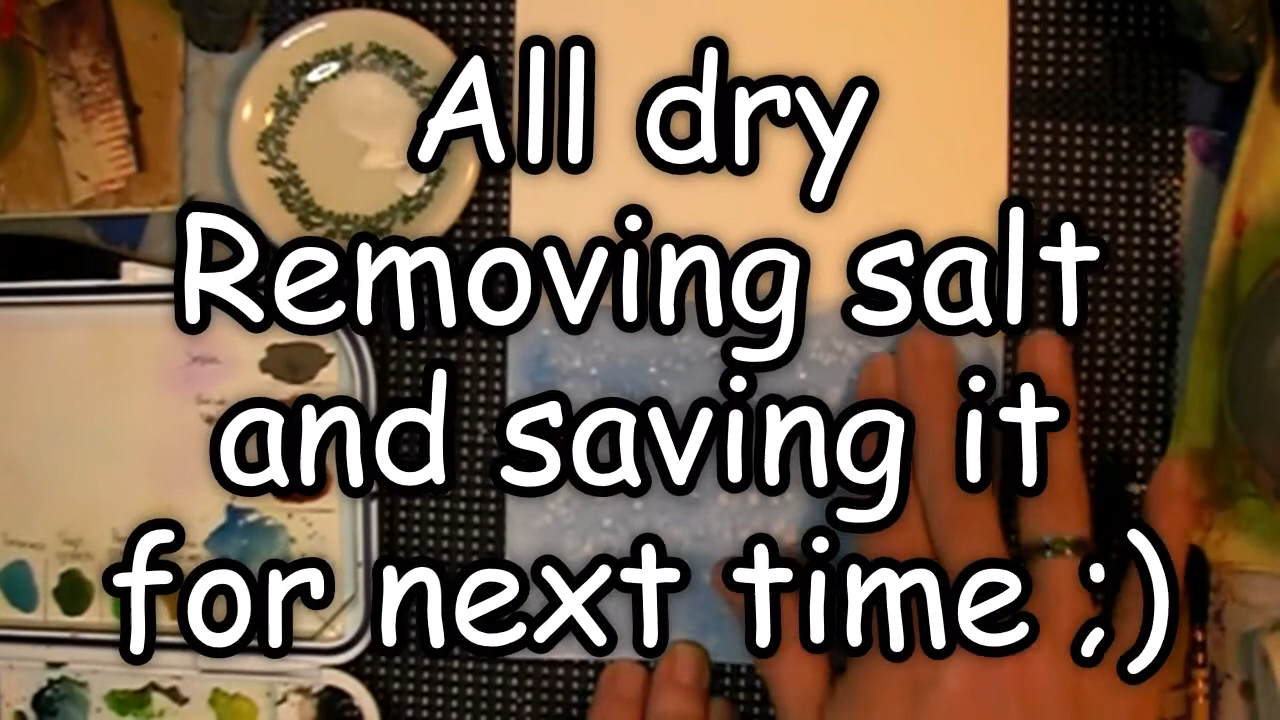 All dry
Removing salt
and saving it
for next time ;)